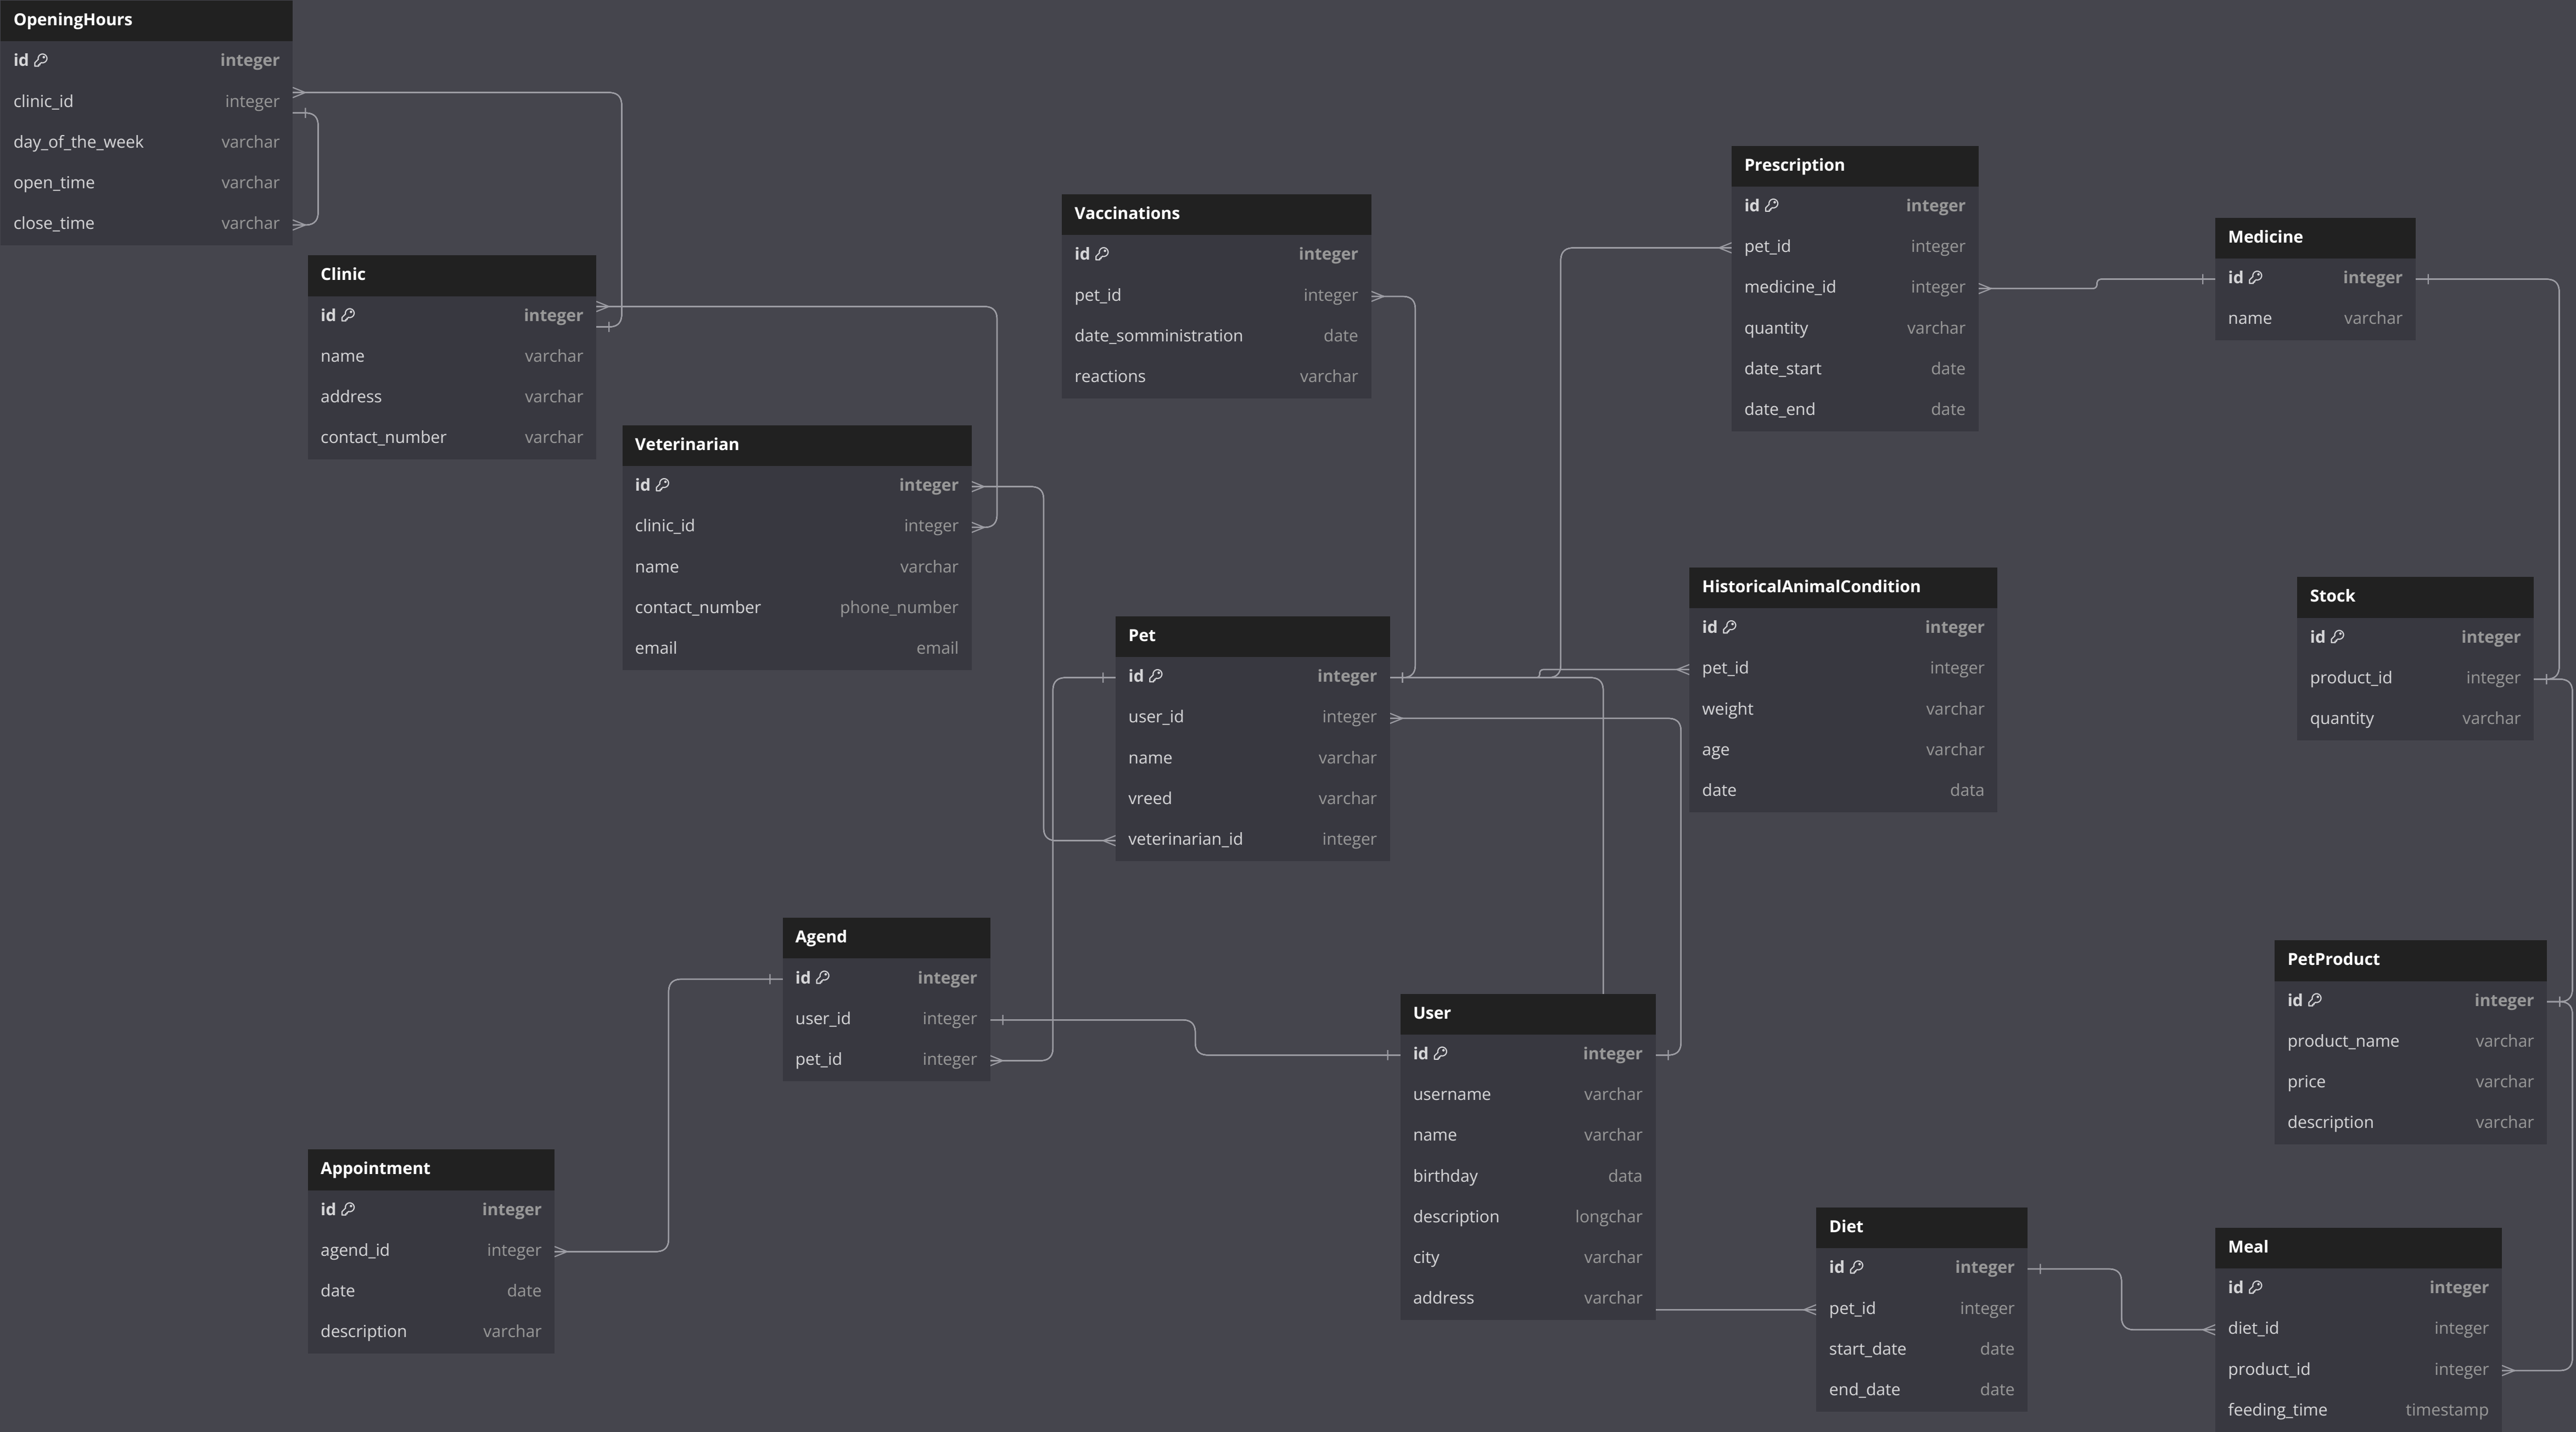 OpeningHours
id integer
clinic_id integer
day_of_the_week varchar
open_time varchar
close_time varchar
Clinic
id integer
name varchar
address varchar
contact_number varchar
Veterinarian
id integer
clinic_id integer
name varchar
contact_number phone_number
email email
Vaccinations
id integer
pet_id integer
date_somministration date
reactions varchar
Prescription
id integer
pet_id integer
medicine_id integer
quantity varchar
date_start date
date_end date
Medicine
id integer
name varchar
Pet
id integer
user_id integer
name varchar
vreed varchar
veterinarian_id integer
HistoricalAnimalCondition
id integer
pet_id integer
weight varchar
age varchar
date data
Stock
id integer
product_id integer
quantity varchar
Agend
id integer
user_id integer
pet_id integer
User
id integer
username varchar
name varchar
birthday data
description longchar
city varchar
address varchar
PetProduct
id integer
product_name varchar
price varchar
description varchar
Appointment
id integer
agend_id integer
date date
description varchar
Diet
id integer
pet_id integer
start_date date
end_date date
Meal
id integer
diet_id integer
product_id integer
feeding_time timestamp